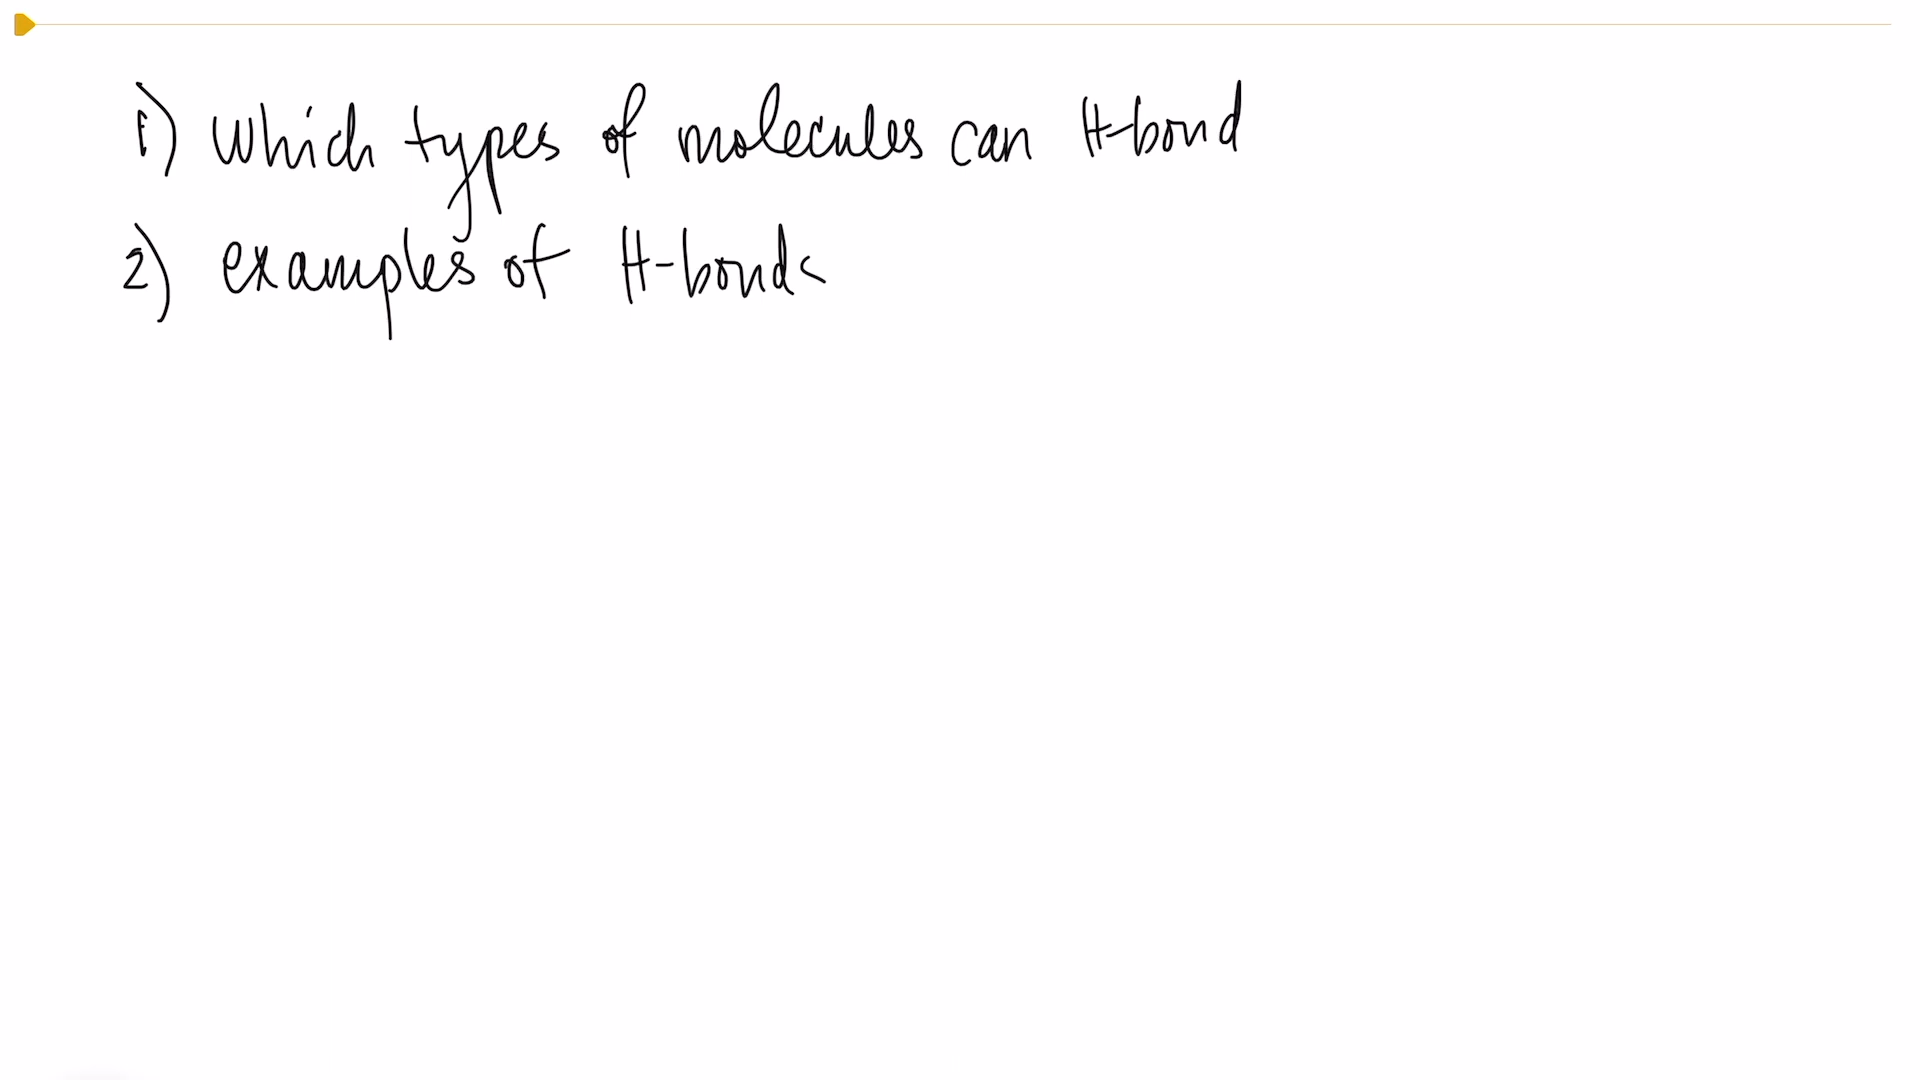 1) which types of molecules can H-bond
2) examples of H-bonds